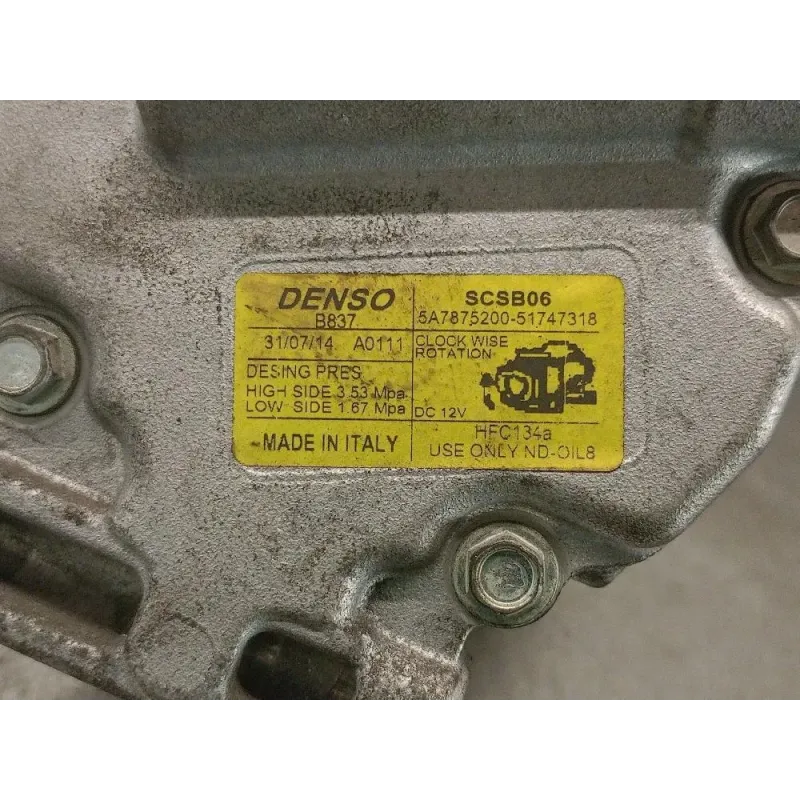 DENSO
B837
31/07/14 A0111
DESING PRES
HIGH SIDE 3.53 Mpa
LOW SIDE 1.67 Mpa
MADE IN ITALY
SCSB06
5A7875200-51747318
CLOCK WISE
ROTATION
DC 12V
HFC134a
USE ONLY ND-OIL8